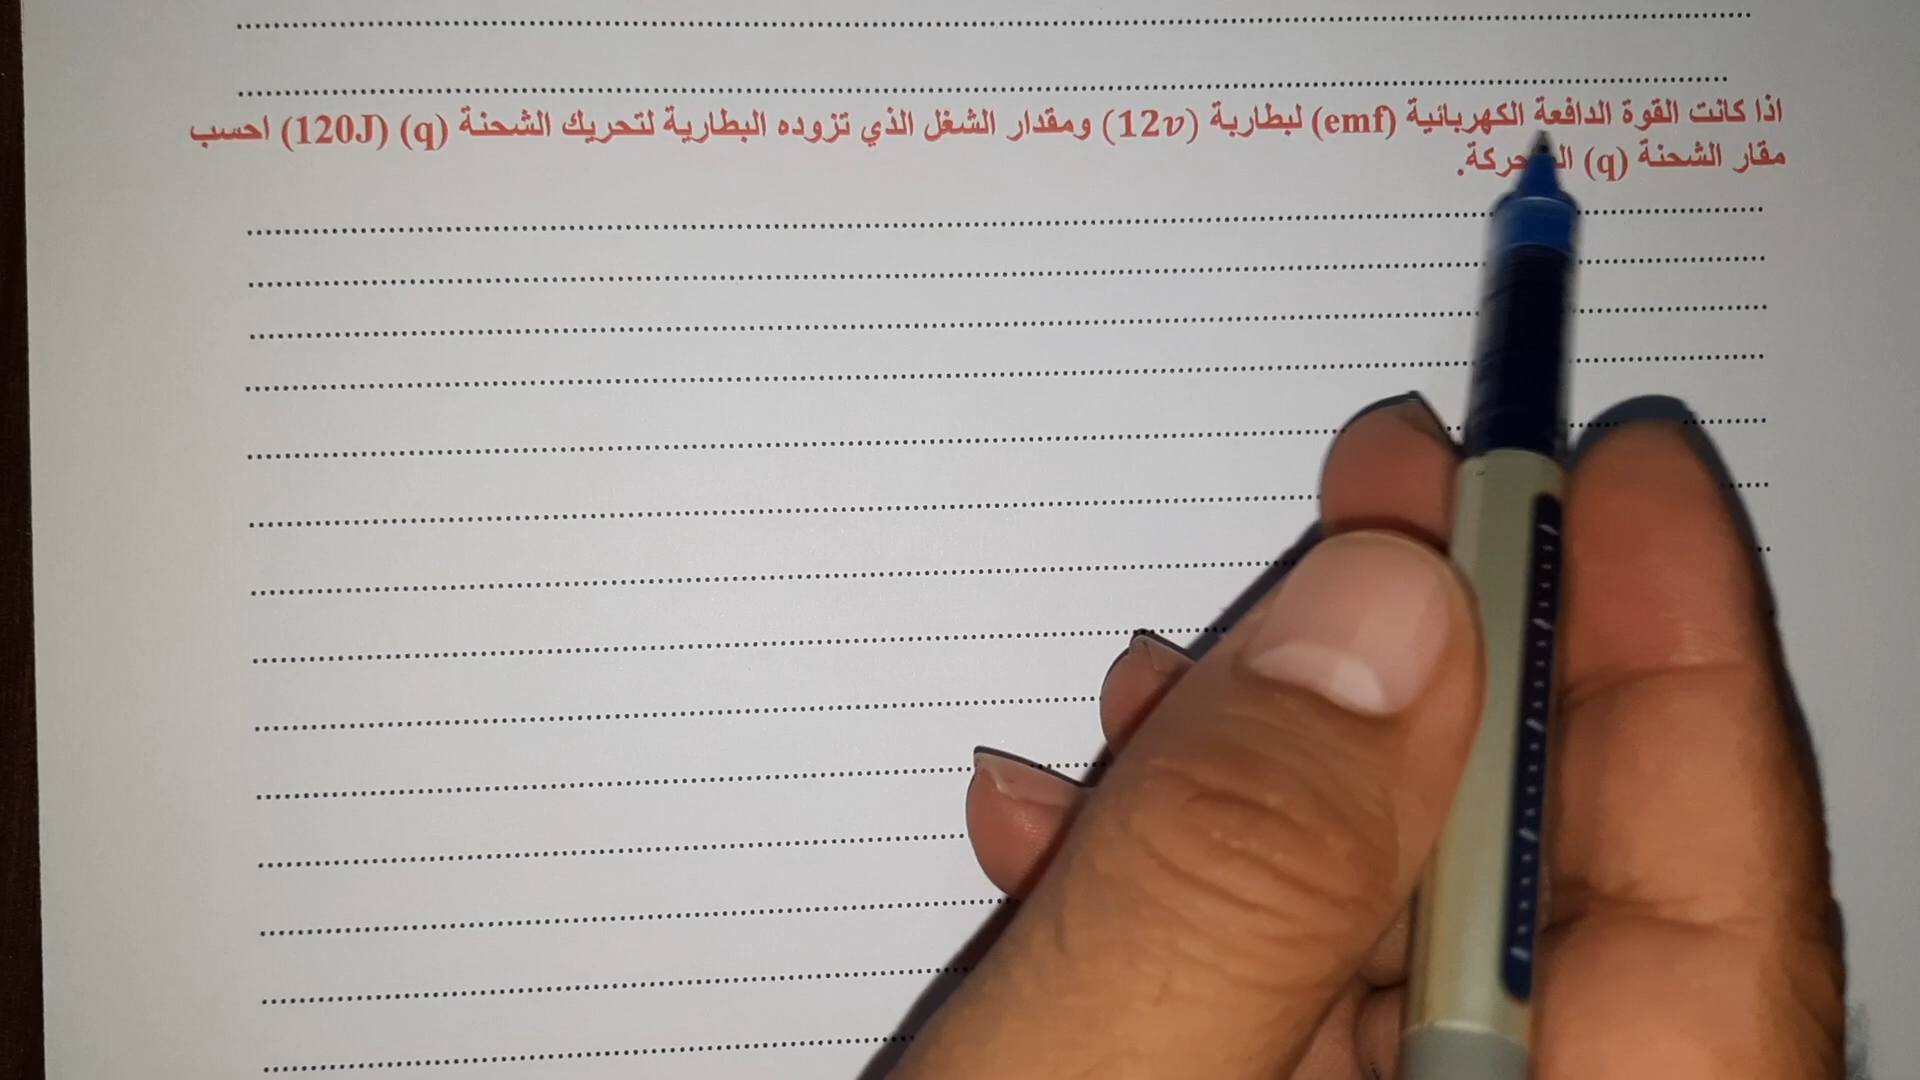 اذا كانت القوة الدافعة الكهربائية (emf) لبطارية (12v) ومقدار الشغل الذي تزوده البطارية لتحريك الشحنة (q) (120J) احسب
مقار الشحنة (q)